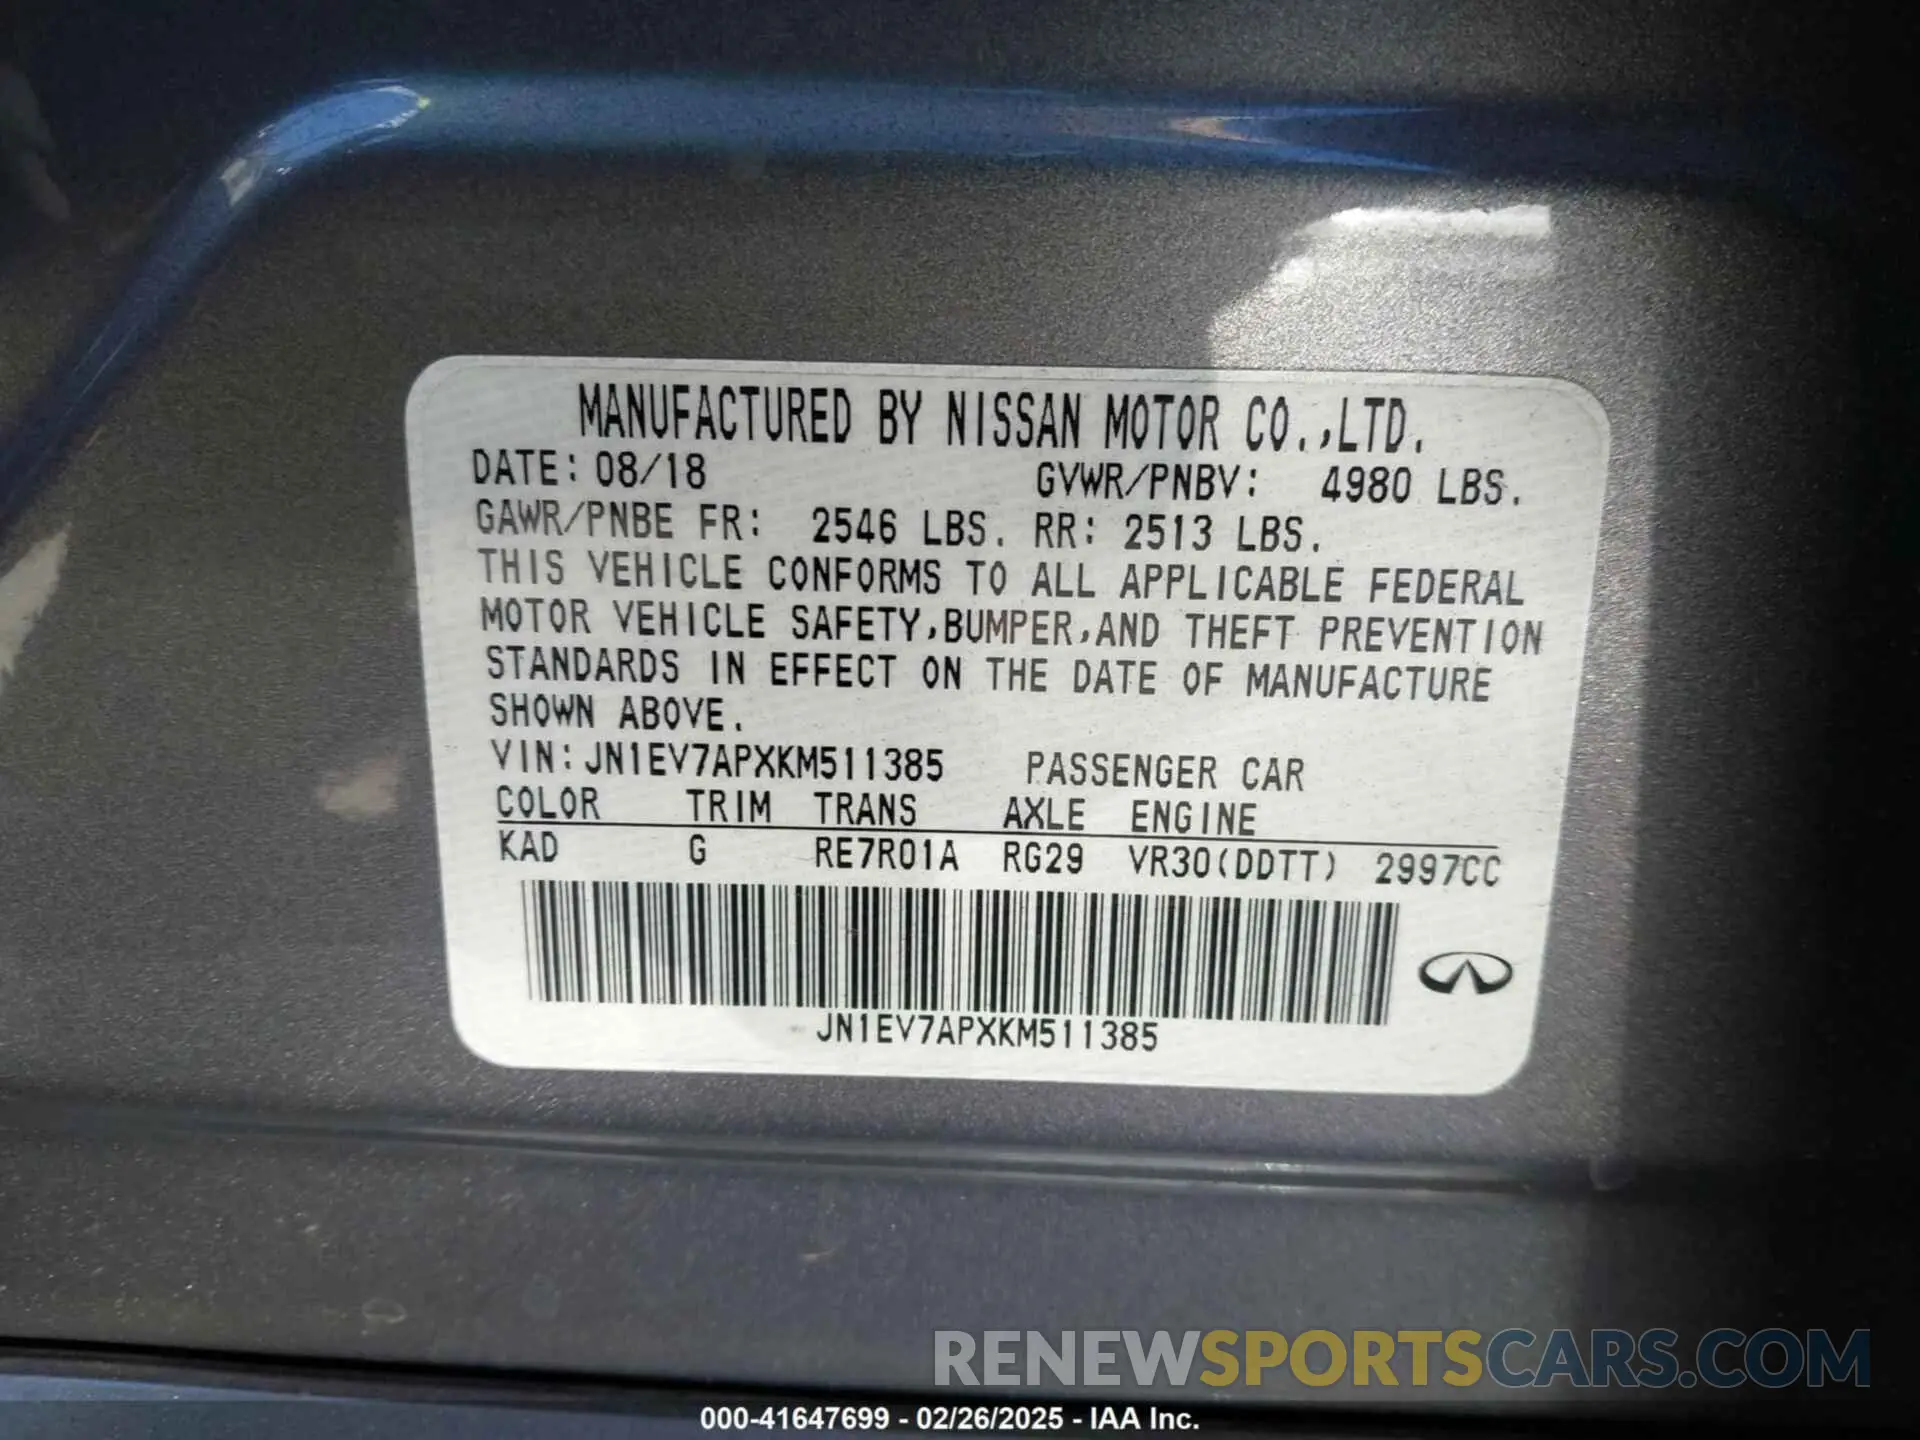 MANUFACTURED BY NISSAN MOTOR CO.,LTD.
DATE: 08/18 GVWR/PNBV: 4980 LBS.
GAWR/PNBE FR: 2546 LBS. RR: 2513 LBS.
THIS VEHICLE CONFORMS TO ALL APPLICABLE FEDERAL
MOTOR VEHICLE SAFETY,BUMPER,AND THEFT PREVENTION
STANDARDS IN EFFECT ON THE DATE OF MANUFACTURE
SHOWN ABOVE.
VIN: JN1EV7APXKM511385 PASSENGER CAR
COLOR TRIM TRANS AXLE ENGINE
KAD G RE7R01A RG29 VR30(DDTT) 2997CC
JN1EV7APXKM511385
RENEWSPORTSCARS.COM
000-41647699 - 02/26/2025 - IAA Inc.